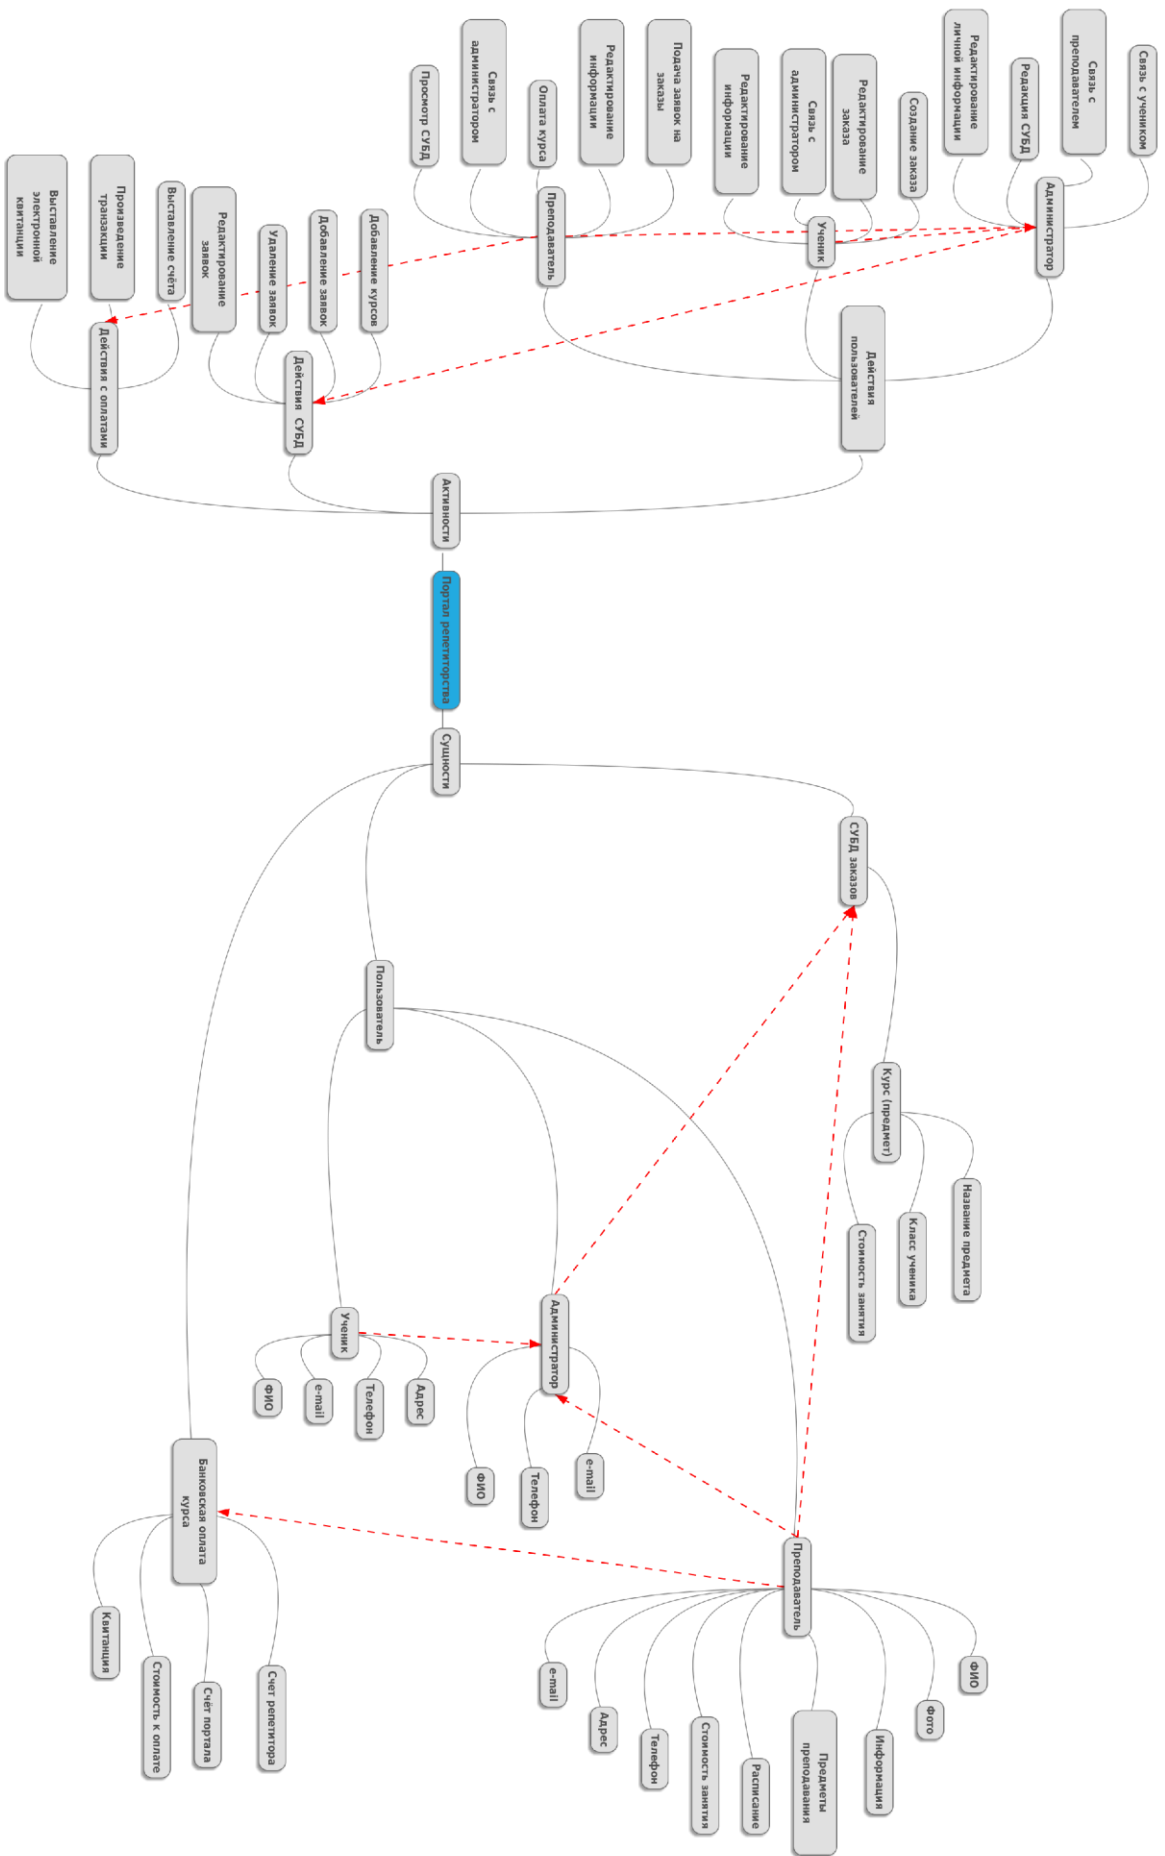 Связь с учеником
Связь с
преподавателем
Редакция СУБД
Редактирование
личной информации
Администратор
Создание заказа
Редактирование
заказа
Связь с
администратором
Редактирование
информации
Ученик
Подача заявок на
заказы
Редактирование
информации
Оплата курса
Связь с
администратором
Просмотр СУБД
Преподаватель
Действия
пользователей
Добавление курсов
Добавление заявок
Удаление заявок
Редактирование
заявок
Действия СУБД
Выставление счёта
Произведение
транзакции
Выставление
электронной
квитанции
Действия с оплатами
Активности
Портал репетиторства
Сущности
СУБД заказов
Курс (предмет)
Название предмета
Класс ученика
Стоимость занятия
Пользователь
Преподаватель
ФИО
Фото
Информация
Предметы
преподавания
Расписание
Стоимость занятия
Телефон
Адрес
e-mail
Администратор
e-mail
Телефон
ФИО
Ученик
Адрес
Телефон
e-mail
ФИО
Банковская оплата
курса
Счет репетитора
Счёт портала
Стоимость к оплате
Квитанция